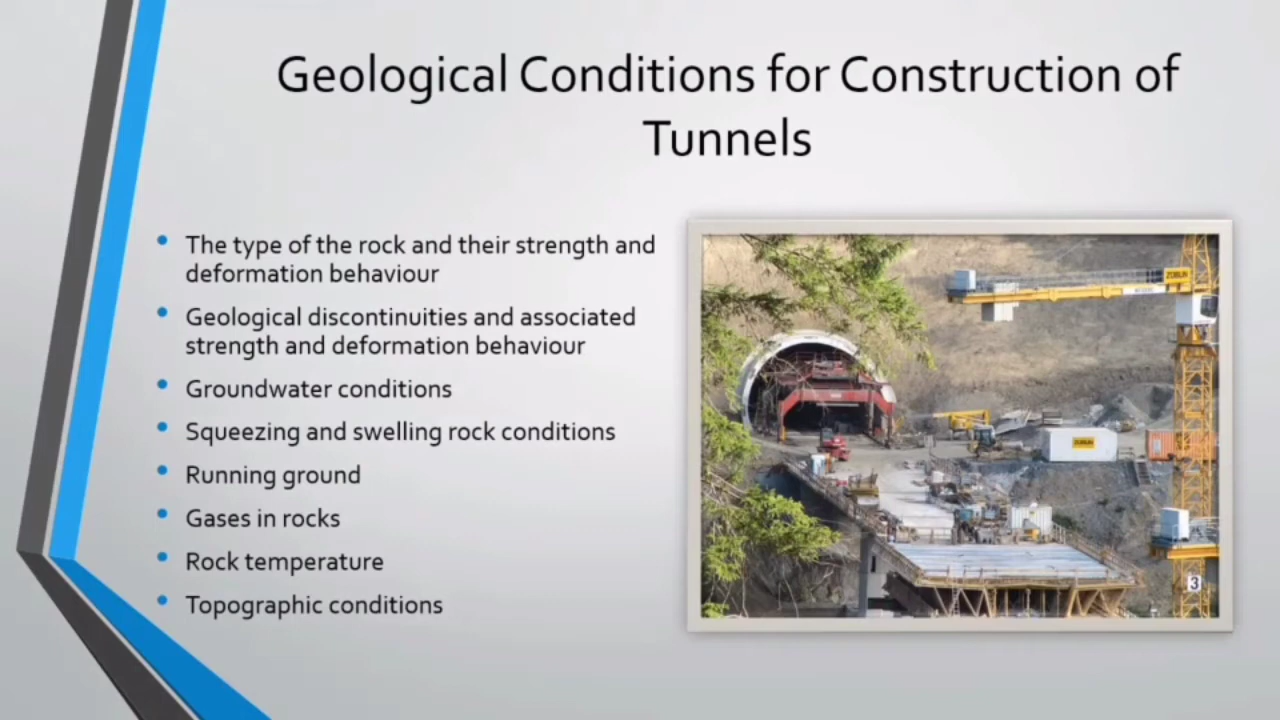 Geological Conditions for Construction of
Tunnels
• The type of the rock and their strength and
deformation behaviour
• Geological discontinuities and associated
strength and deformation behaviour
• Groundwater conditions
• Squeezing and swelling rock conditions
• Running ground
• Gases in rocks
• Rock temperature
• Topographic conditions
ZÜBLIN
ZÜBLIN
3